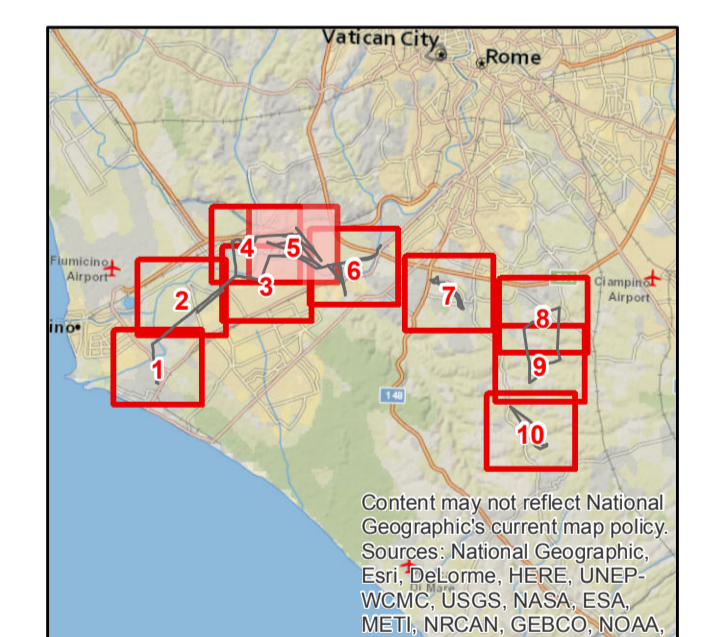 Vatican City
Rome
Fiumicino
Airport
ino
4
5
6
3
2
1
7
8
9
10
Ciampino
Airport
148
Content may not reflect National
Geographic's current map policy.
Sources: National Geographic,
Esri, DeLorme, HERE, UNEP-
WCMC, USGS, NASA, ESA,
METI, NRCAN, GEBCO, NOAA,